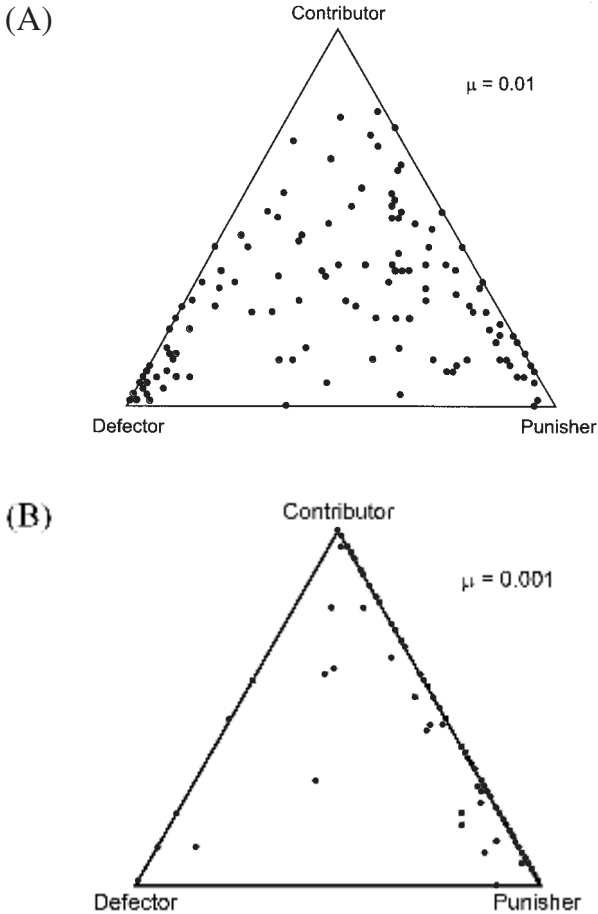 (A)
Contributor
μ = 0.01
Defector Punisher
(B)
Contributor
μ = 0.001
Defector Punisher